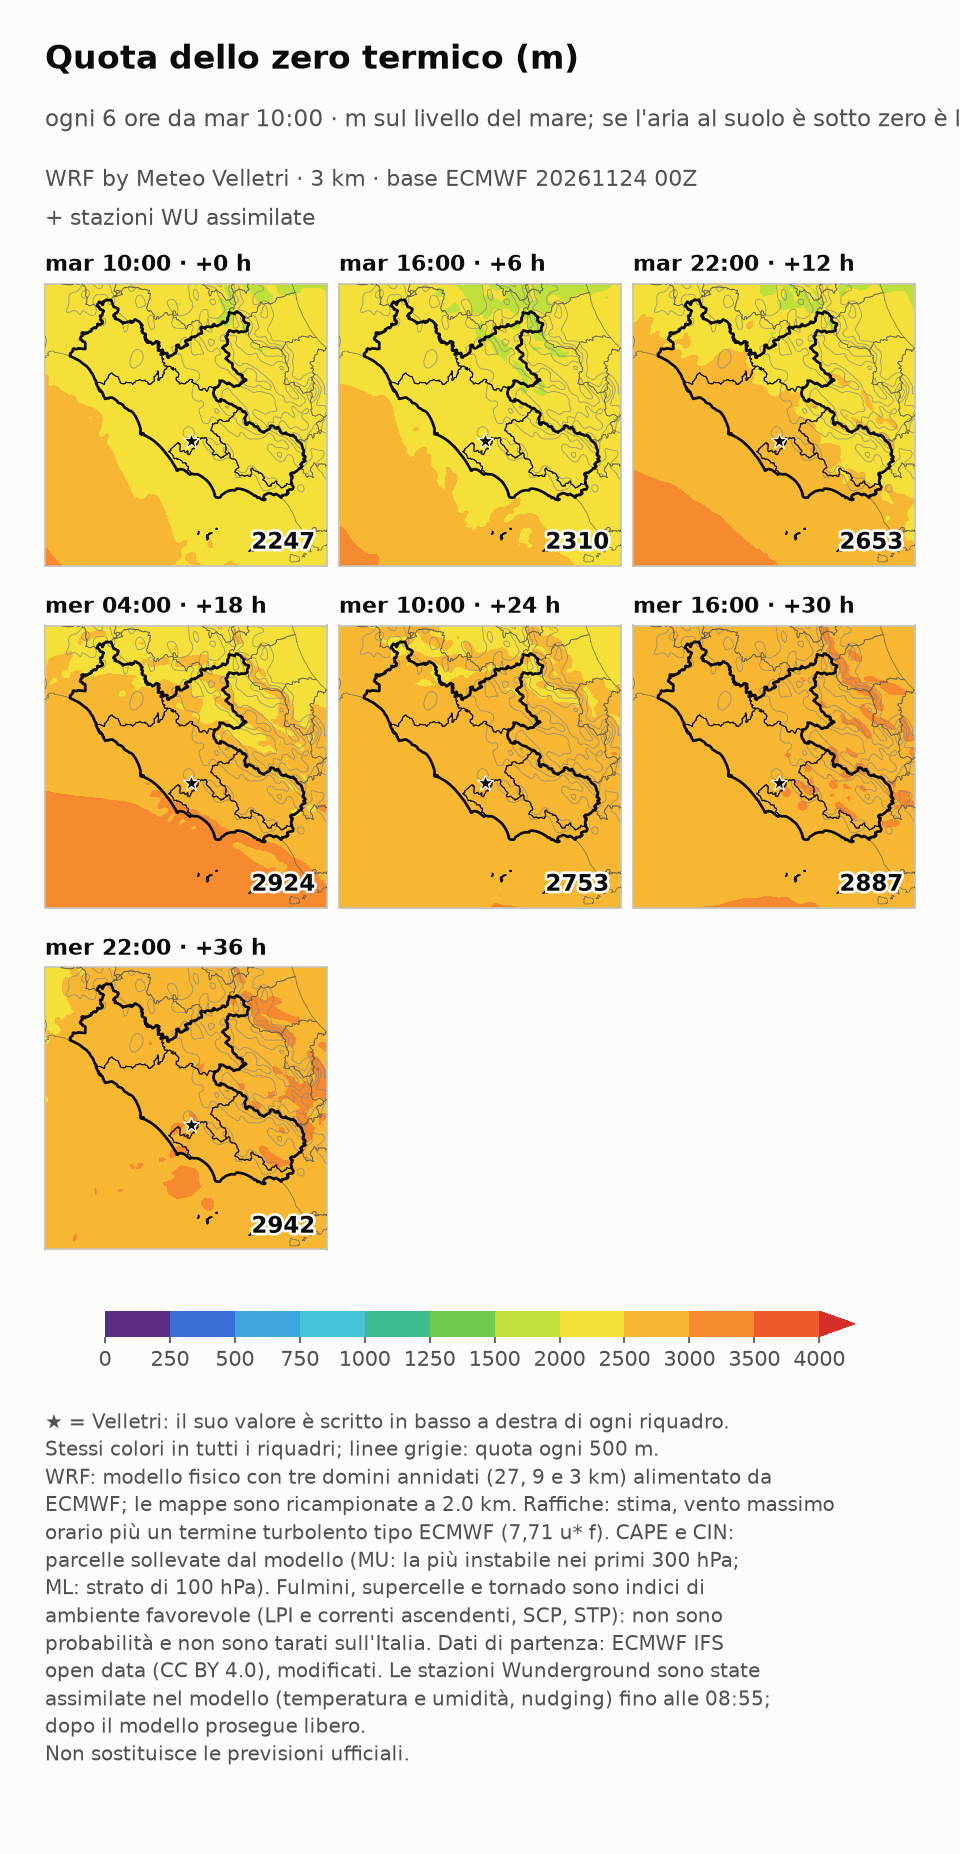 Quota dello zero termico (m)
ogni 6 ore da mar 10:00 · m sul livello del mare; se l'aria al suolo è sotto zero è l
WRF by Meteo Velletri · 3 km · base ECMWF 20261124 00Z
+ stazioni WU assimilate
mar 10:00 · +0 h
mar 16:00 · +6 h
mar 22:00 · +12 h
2247
2310
2653
mer 04:00 · +18 h
mer 10:00 · +24 h
mer 16:00 · +30 h
2924
2753
2887
mer 22:00 · +36 h
2942
0 250 500 750 1000 1250 1500 2000 2500 3000 3500 4000
★ = Velletri: il suo valore è scritto in basso a destra di ogni riquadro.
Stessi colori in tutti i riquadri; linee grigie: quota ogni 500 m.
WRF: modello fisico con tre domini annidati (27, 9 e 3 km) alimentato da
ECMWF; le mappe sono ricampionate a 2.0 km. Raffiche: stima, vento massimo
orario più un termine turbolento tipo ECMWF (7,71 u* f). CAPE e CIN:
parcelle sollevate dal modello (MU: la più instabile nei primi 300 hPa;
ML: strato di 100 hPa). Fulmini, supercelle e tornado sono indici di
ambiente favorevole (LPI e correnti ascendenti, SCP, STP): non sono
probabilità e non sono tarati sull'Italia. Dati di partenza: ECMWF IFS
open data (CC BY 4.0), modificati. Le stazioni Wunderground sono state
assimilate nel modello (temperatura e umidità, nudging) fino alle 08:55;
dopo il modello prosegue libero.
Non sostituisce le previsioni ufficiali.